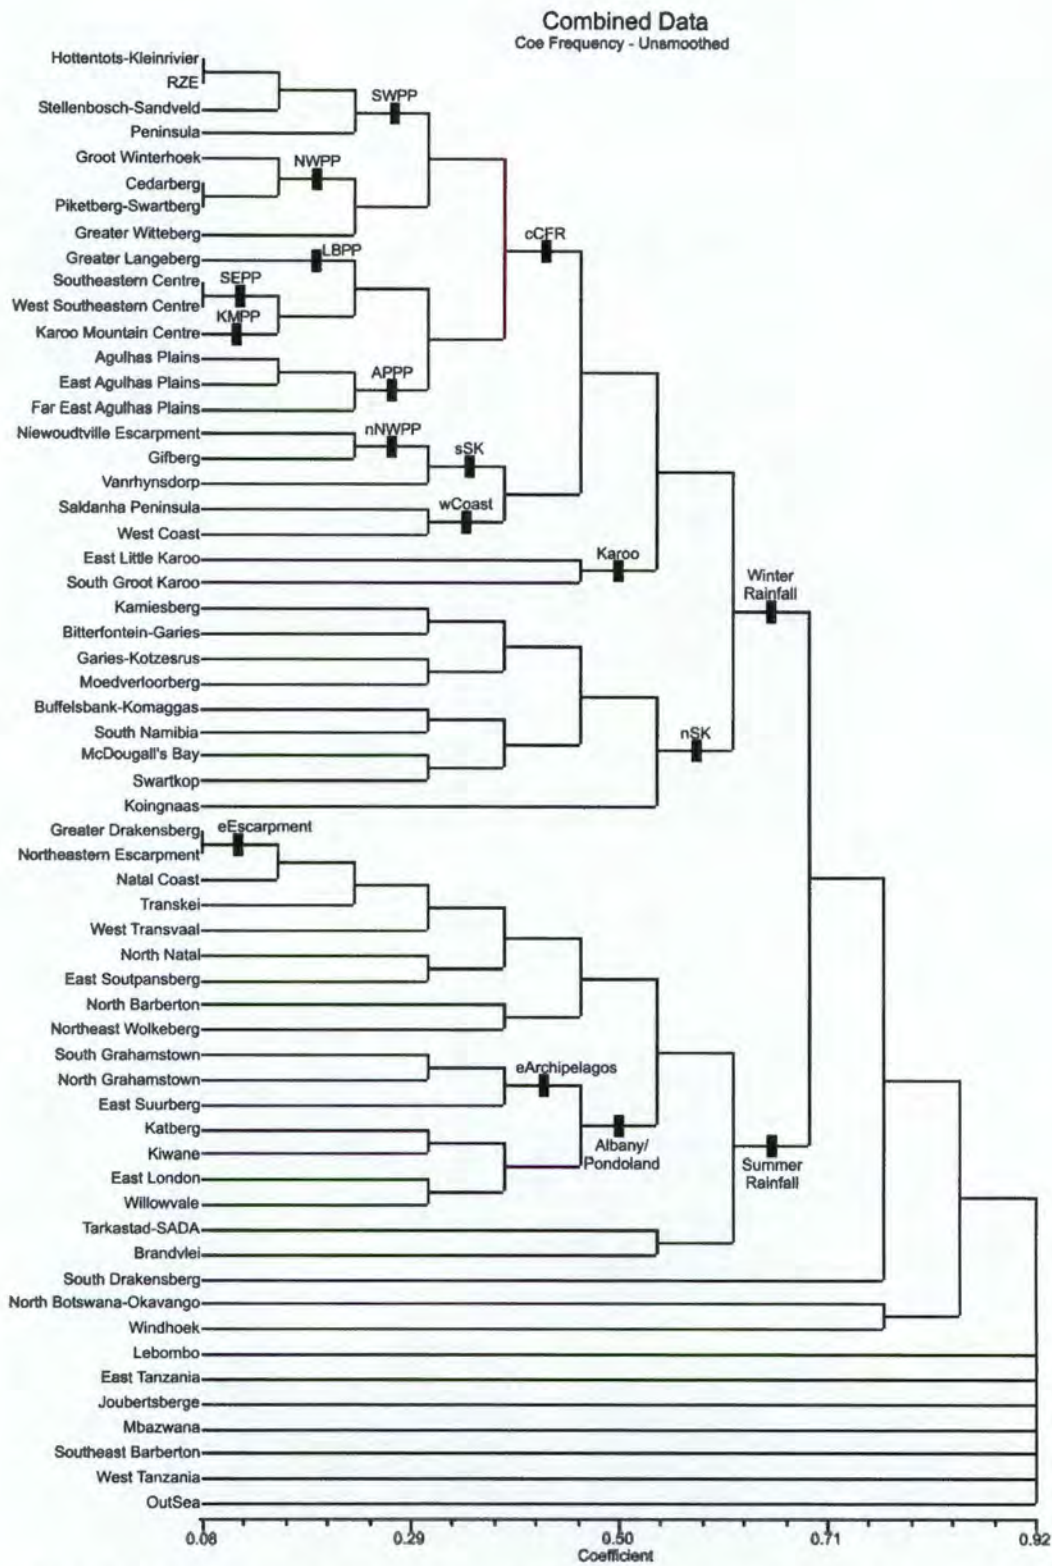 Combined Data
Coe Frequency - Unsmoothed
Hottentots-Kleinrivier
RZE
SWPP
Stellenbosch-Sandveld
Peninsula
Groot Winterhoek
NWPP
Cedarberg
Piketberg-Swartberg
Greater Witteberg
cCFR
LBPP
Greater Langeberg
SEPP
Southeastern Centre
West Southeastern Centre
KMPP
Karoo Mountain Centre
Agulhas Plains
APPP
East Agulhas Plains
Far East Agulhas Plains
nNWPP
Niewoudtville Escarpment
sSK
Gifberg
Vanrhynsdorp
wCoast
Saldanha Peninsula
West Coast
Karoo
East Little Karoo
South Groot Karoo
Winter
Rainfall
Kamiesberg
Bitterfontein-Garies
Garies-Kotzesrus
Moedverloorberg
Buffelsbank-Komaggas
South Namibia
nSK
McDougall's Bay
Swartkop
Koingnaas
eEscarpment
Greater Drakensberg
Northeastern Escarpment
Natal Coast
Transkei
West Transvaal
North Natal
East Soutpansberg
North Barberton
Northeast Wolkeberg
South Grahamstown
eArchipelagos
North Grahamstown
East Suurberg
Katberg
Albany/
Pondoland
Kiwane
Summer
Rainfall
East London
Willowvale
Tarkastad-SADA
Brandvlei
South Drakensberg
North Botswana-Okavango
Windhoek
Lebombo
East Tanzania
Joubertsberge
Mbazwana
Southeast Barberton
West Tanzania
OutSea
0.08 0.29 0.50 0.71 0.92
Coefficient